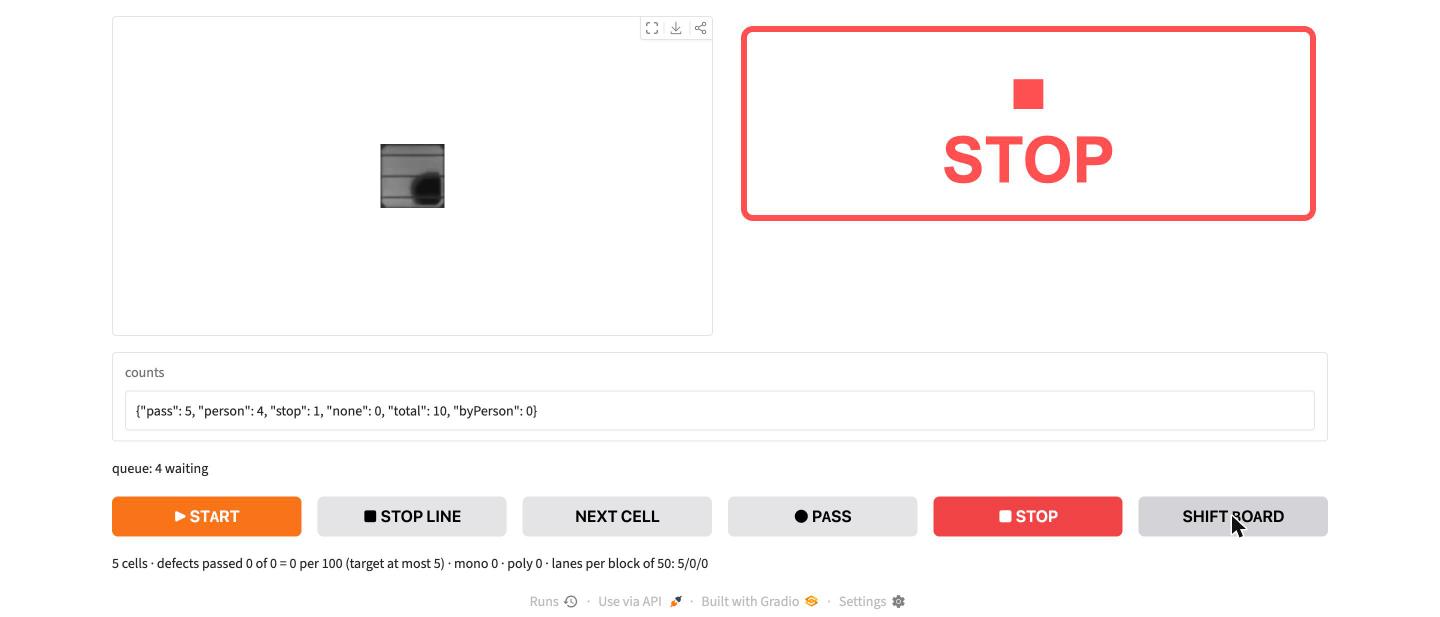 ■
STOP
counts
{"pass": 5, "person": 4, "stop": 1, "none": 0, "total": 10, "byPerson": 0}
queue: 4 waiting
▶ START
■ STOP LINE
NEXT CELL
● PASS
■ STOP
SHIFT BOARD
5 cells · defects passed 0 of 0 = 0 per 100 (target at most 5) · mono 0 · poly 0 · lanes per block of 50: 5/0/0
Runs · Use via API · Built with Gradio · Settings